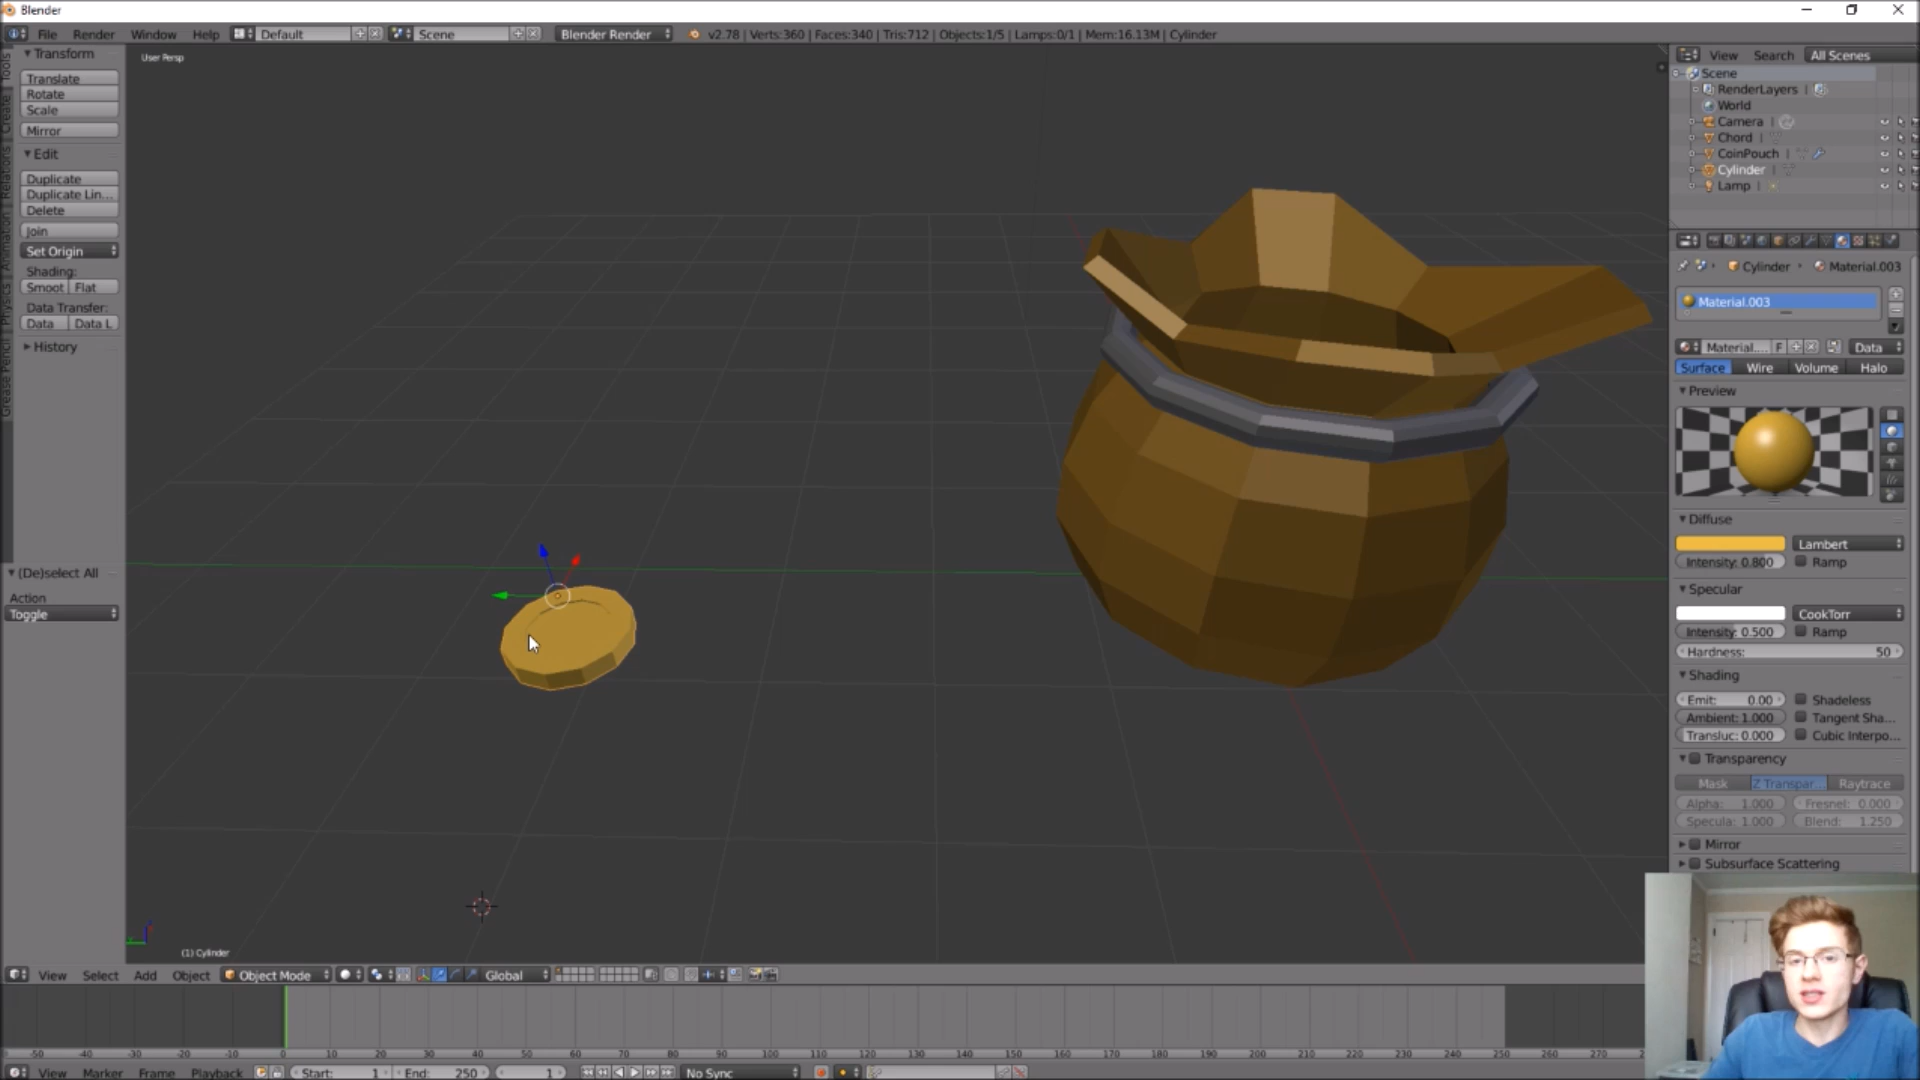 Blender
File Render Window Help Default Scene Blender Render v2.78 | Verts:360 | Faces:340 | Tris:712 | Objects:1/5 | Lamps:0/1 | Mem:16.13M | Cylinder
Tools
Create
Relations
Animation
Physics
Grease Pencil
Transform
Translate
Rotate
Scale
Mirror
Edit
Duplicate
Duplicate Lin...
Delete
Join
Set Origin
Shading:
Smoot Flat
Data Transfer:
Data Data L
History
(De)select All
Action
Toggle
User Persp
(1) Cylinder
View Search All Scenes
Scene
RenderLayers
World
Camera
Chord
CoinPouch
Cylinder
Lamp
Cylinder Material.003
Material.003
Material.... F Data
Surface Wire Volume Halo
Preview
Diffuse
Lambert
Intensity: 0.800 Ramp
Specular
CookTorr
Intensity: 0.500 Ramp
Hardness: 50
Shading
Emit: 0.00 Shadeless
Ambient: 1.000 Tangent Sha...
Transluc: 0.000 Cubic Interpo...
Transparency
Mask Z Transpar... Raytrace
Alpha: 1.000 Fresnel: 0.000
Specula: 1.000 Blend: 1.250
Mirror
Subsurface Scattering
View Select Add Object Object Mode Global
-50 -40 -30 -20 -10 0 10 20 30 40 50 60 70 80 90 100 110 120 130 140 150 160 170 180 190 200 210 220 230 240 250 260 270
View Marker Frame Playback Start: 1 End: 250 1 No Sync